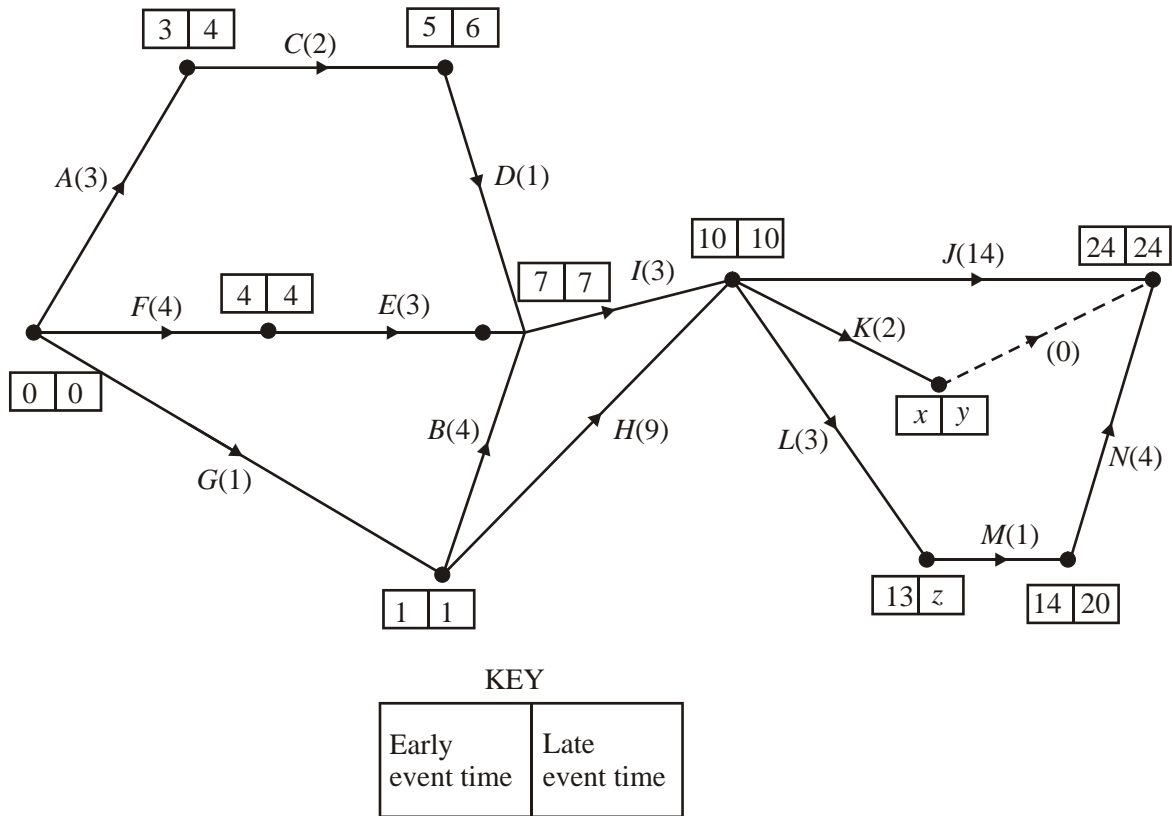 3 4
5 6
C(2)
A(3)
D(1)
10 10
24 24
J(14)
I(3)
7 7
4 4
F(4)
E(3)
K(2)
(0)
0 0
x y
B(4)
H(9)
L(3)
G(1)
N(4)
M(1)
1 1
13 z
14 20
KEY
Early event time
Late event time